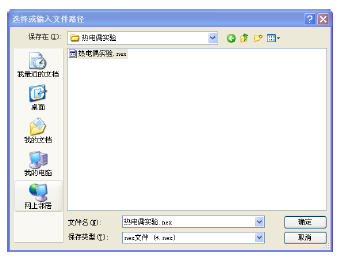 选择或输入文件路径
保存在(I):
热电偶实验
热电偶实验.nex
我最近的文档
桌面
我的文档
我的电脑
网上邻居
文件名(N):
热电偶实验.nex
确定
保存类型(T):
nex文件 (*.nex)
取消